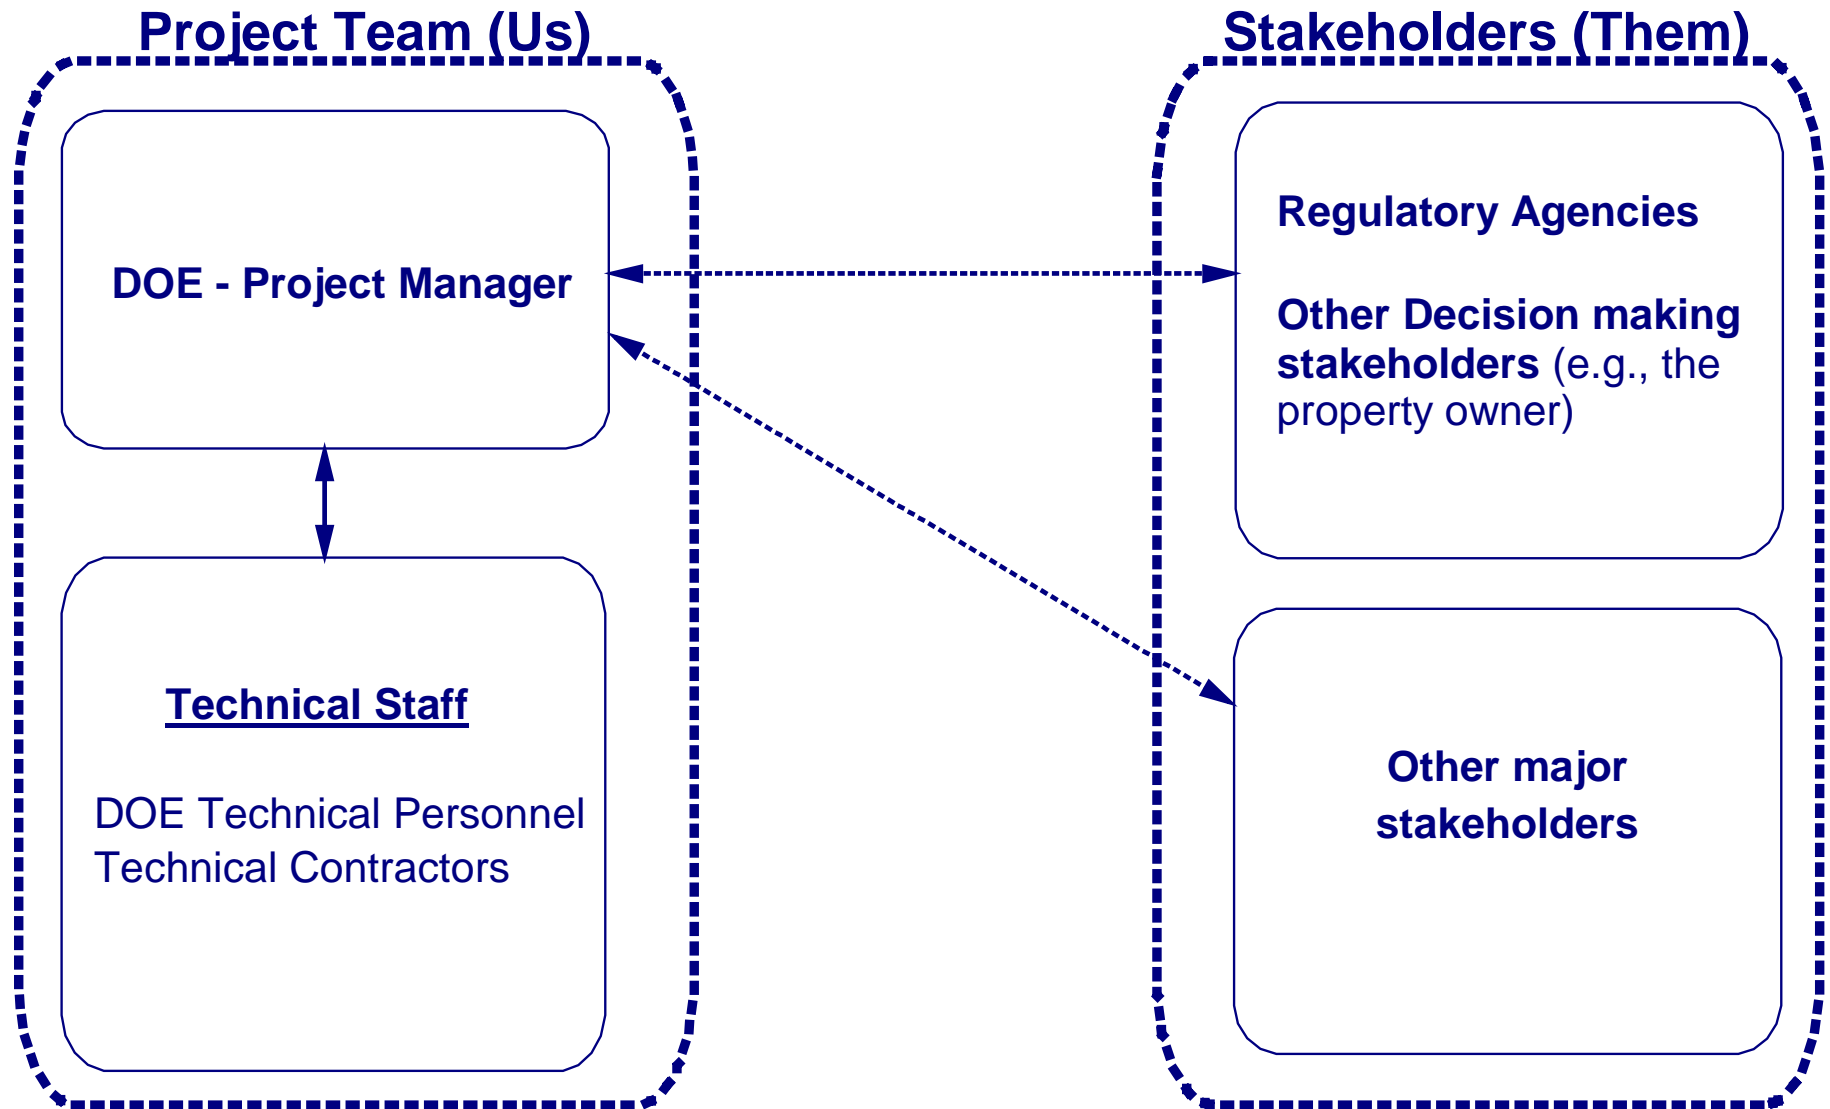 Project Team (Us)
DOE - Project Manager
Technical Staff
DOE Technical Personnel
Technical Contractors
Stakeholders (Them)
Regulatory Agencies
Other Decision making
stakeholders (e.g., the
property owner)
Other major
stakeholders